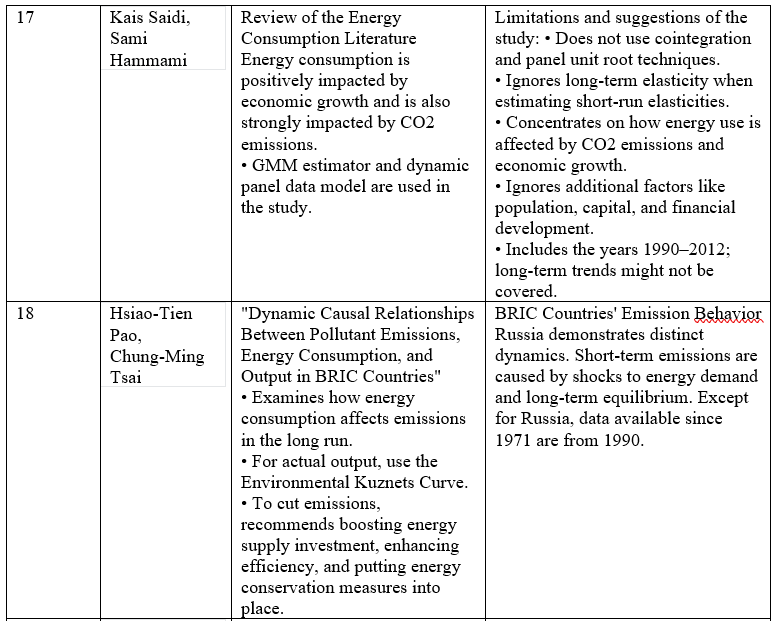 17
Kais Saidi,
Sami
Hammami
Review of the Energy
Consumption Literature
Energy consumption is
positively impacted by
economic growth and is also
strongly impacted by CO2
emissions.
• GMM estimator and dynamic
panel data model are used in
the study.
Limitations and suggestions of the
study: • Does not use cointegration
and panel unit root techniques.
• Ignores long-term elasticity when
estimating short-run elasticities.
• Concentrates on how energy use is
affected by CO2 emissions and
economic growth.
• Ignores additional factors like
population, capital, and financial
development.
• Includes the years 1990–2012;
long-term trends might not be
covered.
18
Hsiao-Tien
Pao,
Chung-Ming
Tsai
"Dynamic Causal Relationships
Between Pollutant Emissions,
Energy Consumption, and
Output in BRIC Countries"
• Examines how energy
consumption affects emissions
in the long run.
• For actual output, use the
Environmental Kuznets Curve.
• To cut emissions,
recommends boosting energy
supply investment, enhancing
efficiency, and putting energy
conservation measures into
place.
BRIC Countries' Emission Behavior
Russia demonstrates distinct
dynamics. Short-term emissions are
caused by shocks to energy demand
and long-term equilibrium. Except
for Russia, data available since
1971 are from 1990.